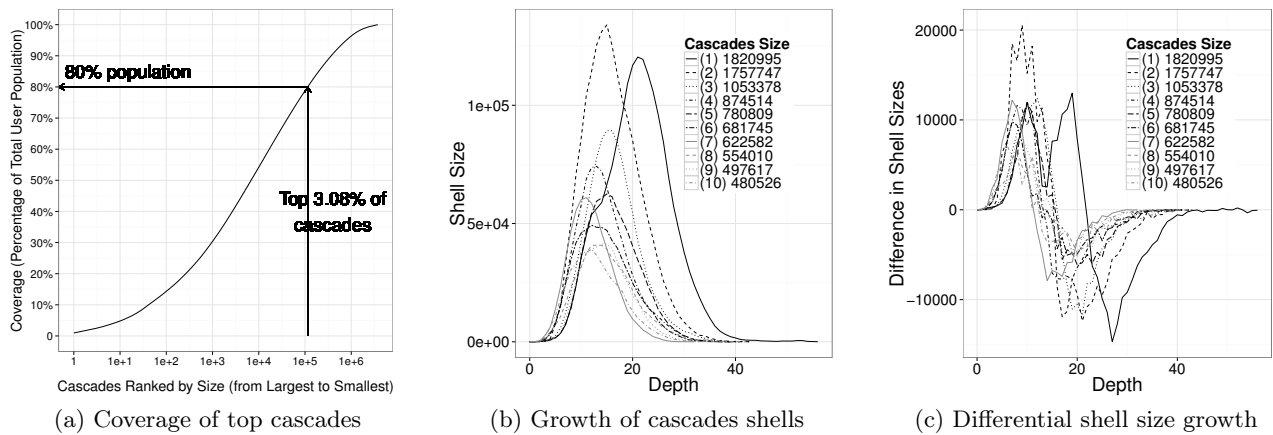 Coverage (Percentage of Total User Population)
100%
90%
80%
70%
60%
50%
40%
30%
20%
10%
0
80% population
Top 3.08% of
cascades
1 1e+1 1e+2 1e+3 1e+4 1e+5 1e+6
Cascades Ranked by Size (from Largest to Smallest)
(a) Coverage of top cascades
Shell Size
1e+05
5e+04
0e+00
Cascades Size
(1) 1820995
(2) 1757747
(3) 1053378
(4) 874514
(5) 780809
(6) 681745
(7) 622582
(8) 554010
(9) 497617
(10) 480526
0 20 40
Depth
(b) Growth of cascades shells
Difference in Shell Sizes
20000
10000
0
−10000
Cascades Size
(1) 1820995
(2) 1757747
(3) 1053378
(4) 874514
(5) 780809
(6) 681745
(7) 622582
(8) 554010
(9) 497617
(10) 480526
0 20 40
Depth
(c) Differential shell size growth